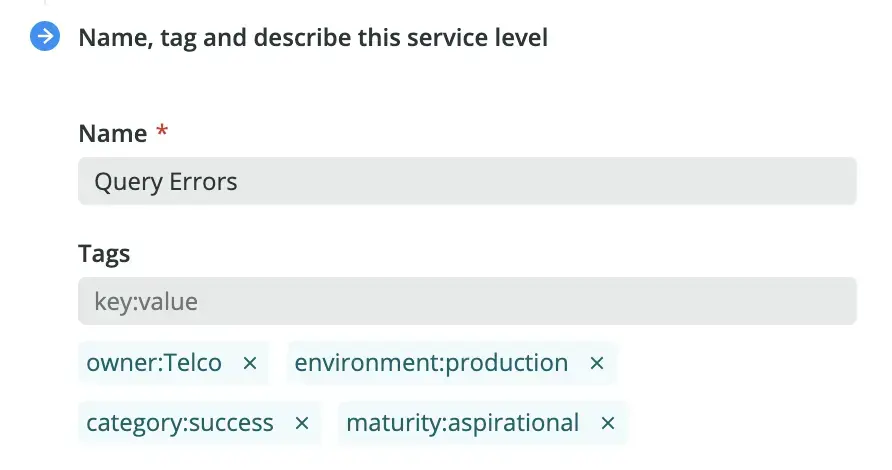 Name, tag and describe this service level
Name *
Query Errors
Tags
key:value
owner:Telco × environment:production ×
category:success × maturity:aspirational ×